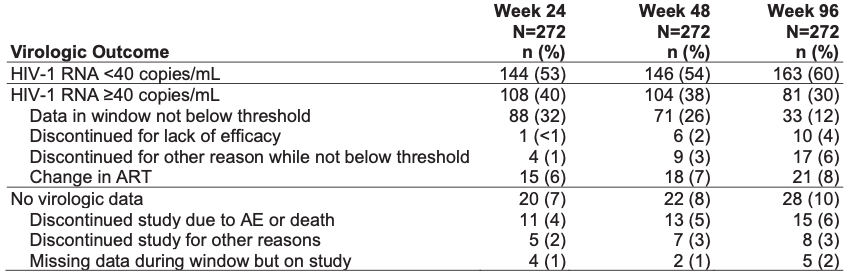 Week 24 Week 48 Week 96
N=272 N=272 N=272
Virologic Outcome n (%) n (%) n (%)
HIV-1 RNA <40 copies/mL 144 (53) 146 (54) 163 (60)
HIV-1 RNA ≥40 copies/mL 108 (40) 104 (38) 81 (30)
Data in window not below threshold 88 (32) 71 (26) 33 (12)
Discontinued for lack of efficacy 1 (<1) 6 (2) 10 (4)
Discontinued for other reason while not below threshold 4 (1) 9 (3) 17 (6)
Change in ART 15 (6) 18 (7) 21 (8)
No virologic data 20 (7) 22 (8) 28 (10)
Discontinued study due to AE or death 11 (4) 13 (5) 15 (6)
Discontinued study for other reasons 5 (2) 7 (3) 8 (3)
Missing data during window but on study 4 (1) 2 (1) 5 (2)